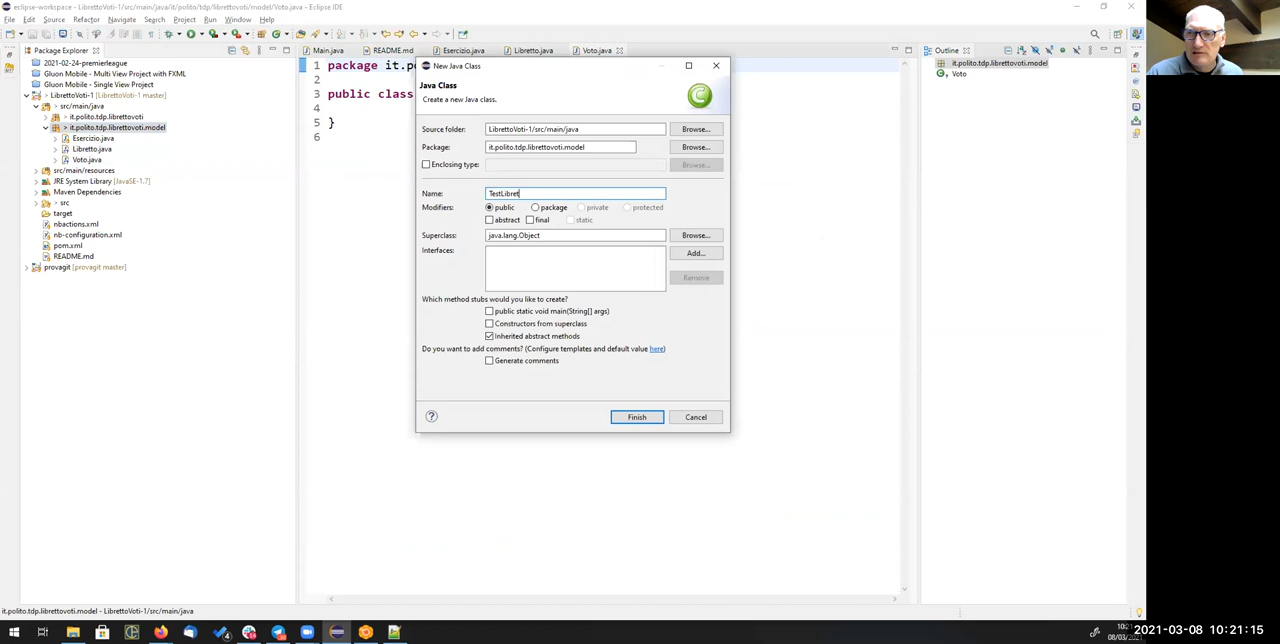 eclipse-workspace - LibrettoVoti-1/src/main/java/it/polito/tdp/librettovoti/model/Voto.java - Eclipse IDE
File Edit Source Refactor Navigate Search Project Run Window Help
Package Explorer
Main.java README.md Esercizio.java Libretto.java Voto.java
Outline
2021-02-24-premierleague
Gluon Mobile - Multi View Project with FXML
Gluon Mobile - Single View Project
> LibrettoVoti-1 [LibrettoVoti-1 master]
> src/main/java
> it.polito.tdp.librettovoti
> it.polito.tdp.librettovoti.model
Esercizio.java
Libretto.java
Voto.java
src/main/resources
JRE System Library [JavaSE-1.7]
Maven Dependencies
> src
target
nbactions.xml
nb-configuration.xml
pom.xml
README.md
provagit [provagit master]
1 package it.po
2
3 public class
4
5 }
6
it.polito.tdp.librettovoti.model
Voto
New Java Class
Java Class
Create a new Java class.
Source folder: LibrettoVoti-1/src/main/java Browse...
Package: it.polito.tdp.librettovoti.model Browse...
Enclosing type: Browse...
Name: TestLibret
Modifiers: public package private protected
abstract final static
Superclass: java.lang.Object Browse...
Interfaces: Add...
Remove
Which method stubs would you like to create?
public static void main(String[] args)
Constructors from superclass
Inherited abstract methods
Do you want to add comments? (Configure templates and default value here)
Generate comments
Finish Cancel
it.polito.tdp.librettovoti.model - LibrettoVoti-1/src/main/java
08/03/2021
2021-03-08 10:21:15